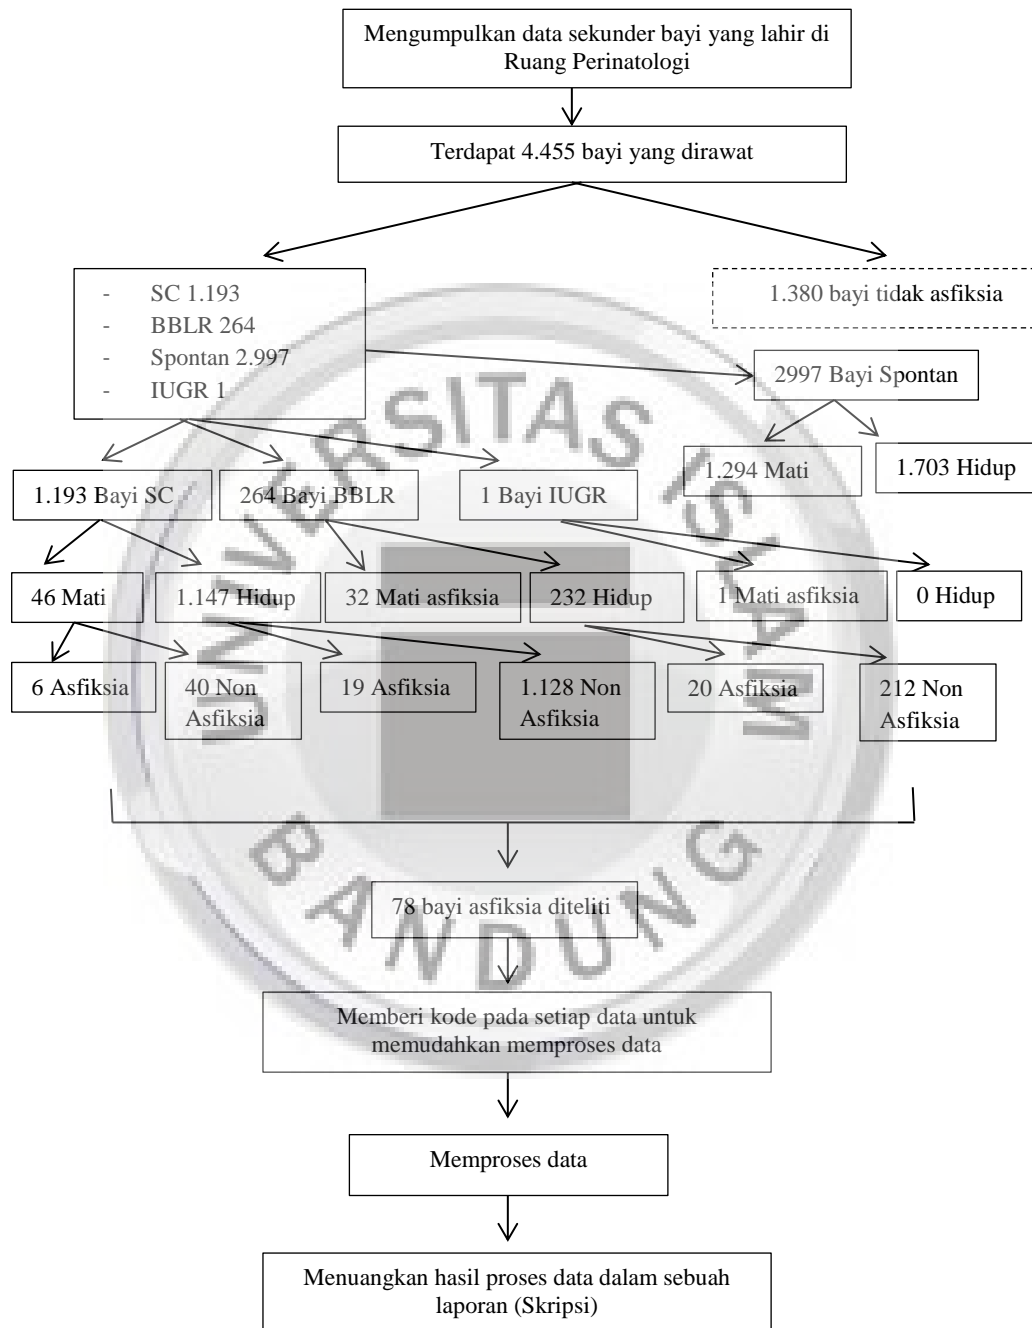 Mengumpulkan data sekunder bayi yang lahir di
Ruang Perinatologi
Terdapat 4.455 bayi yang dirawat
- SC 1.193
- BBLR 264
- Spontan 2.997
- IUGR 1
1.380 bayi tidak asfiksia
2997 Bayi Spontan
1.294 Mati
1.703 Hidup
1.193 Bayi SC
264 Bayi BBLR
1 Bayi IUGR
46 Mati
1.147 Hidup
32 Mati asfiksia
232 Hidup
1 Mati asfiksia
0 Hidup
6 Asfiksia
40 Non
Asfiksia
19 Asfiksia
1.128 Non
Asfiksia
20 Asfiksia
212 Non
Asfiksia
78 bayi asfiksia diteliti
Memberi kode pada setiap data untuk
memudahkan memproses data
Memproses data
Menuangkan hasil proses data dalam sebuah
laporan (Skripsi)
UNIVERSITAS ISLAM
BANDUNG